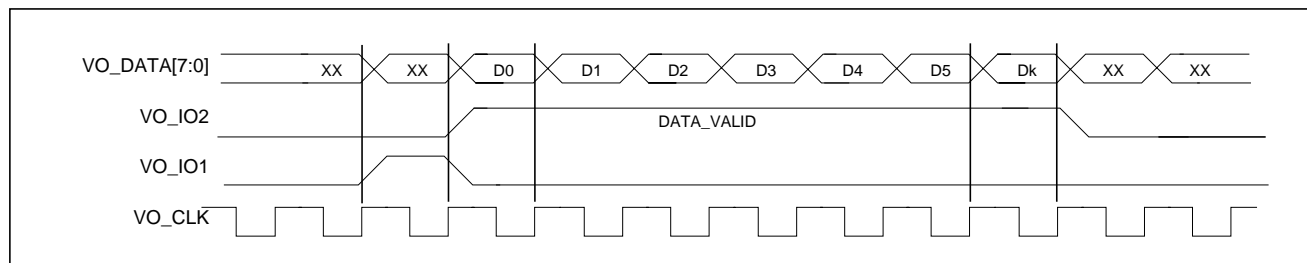 VO_DATA[7:0] XX XX D0 D1 D2 D3 D4 D5 Dk XX XX
VO_IO2 DATA_VALID
VO_IO1
VO_CLK